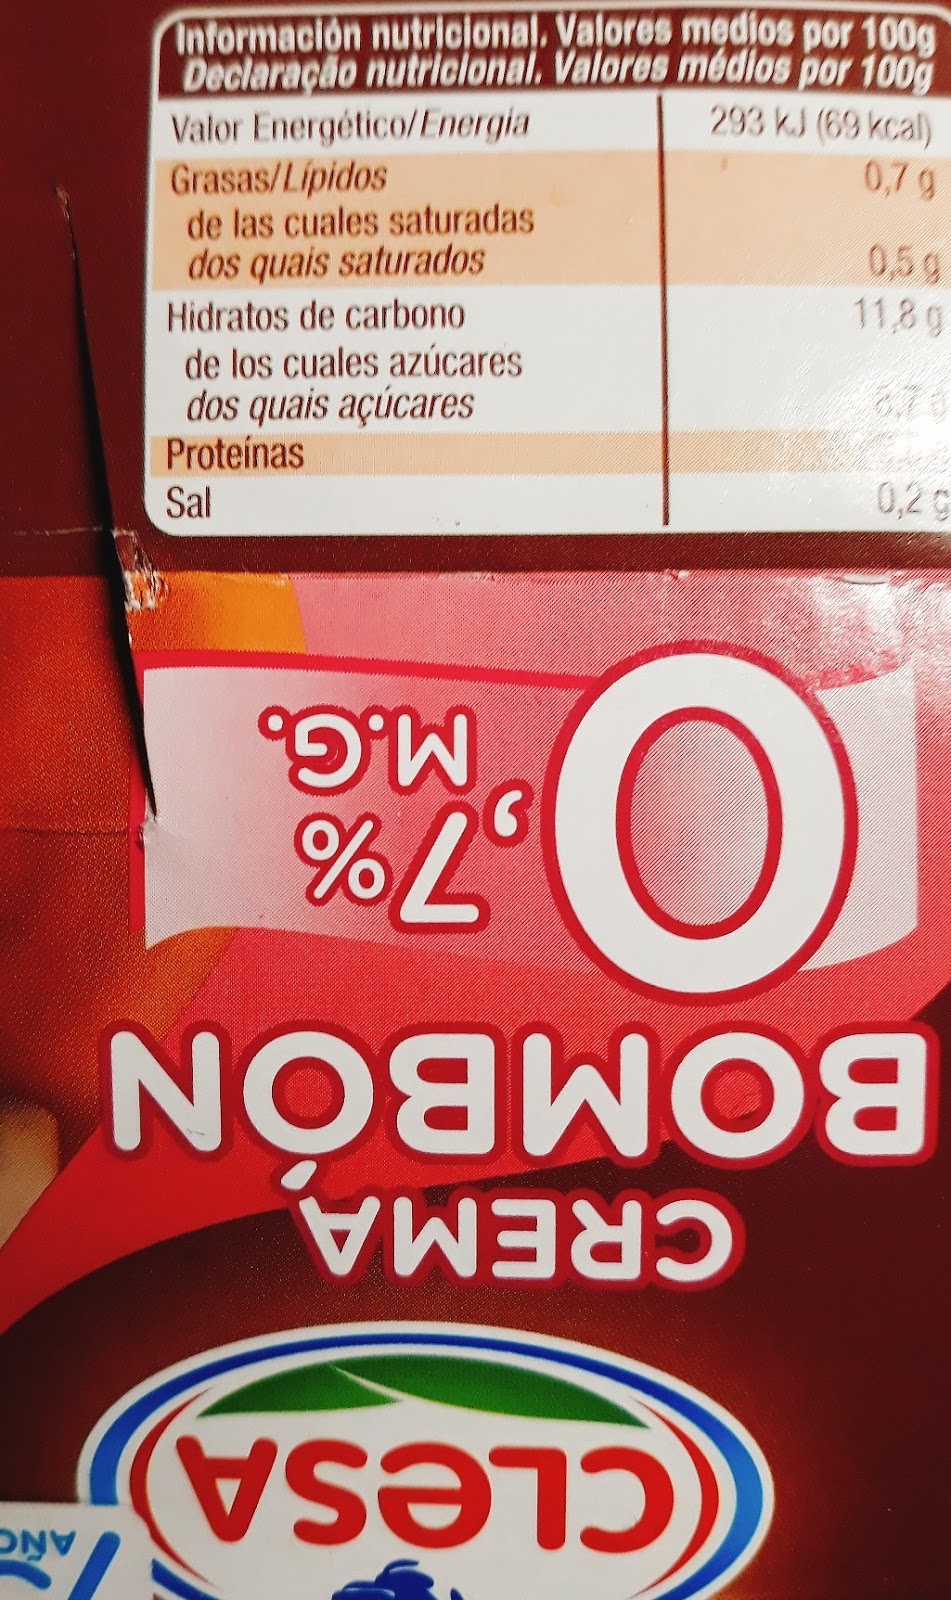 Información nutricional. Valores medios por 100g
Declaração nutricional. Valores médios por 100g
Valor Energético/Energia 293 kJ (69 kcal)
Grasas/Lípidos 0,7 g
de las cuales saturadas
dos quais saturados 0,5 g
Hidratos de carbono 11,8 g
de los cuales azúcares
dos quais açúcares
Proteínas
Sal 0,2 g
CLesA
CREMA
BOMBÓN
0,7%
M.G.